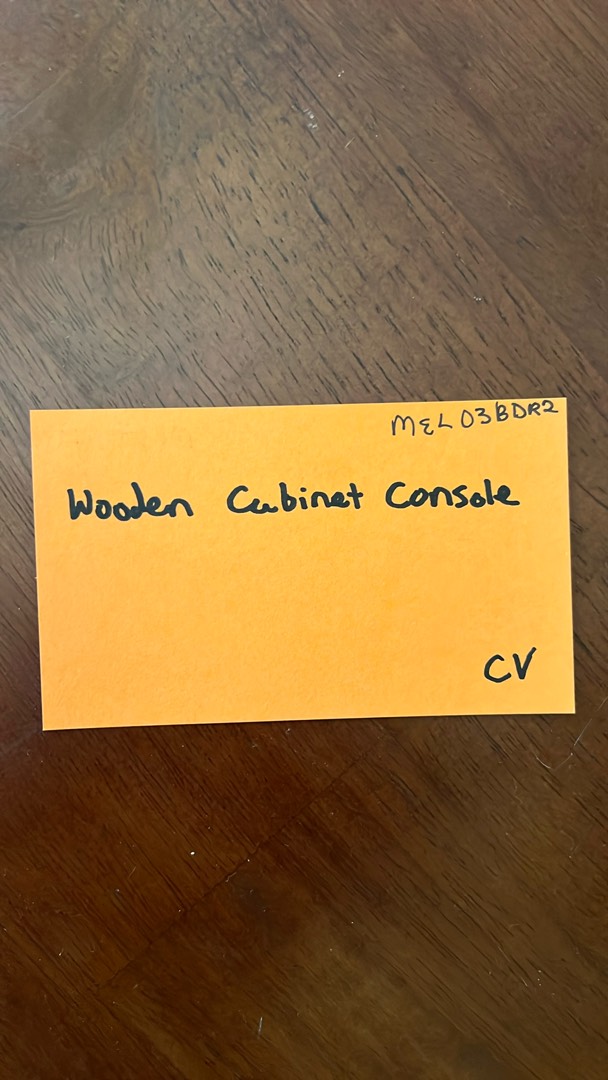 MEL03BDR2
Wooden Cabinet Console
CV